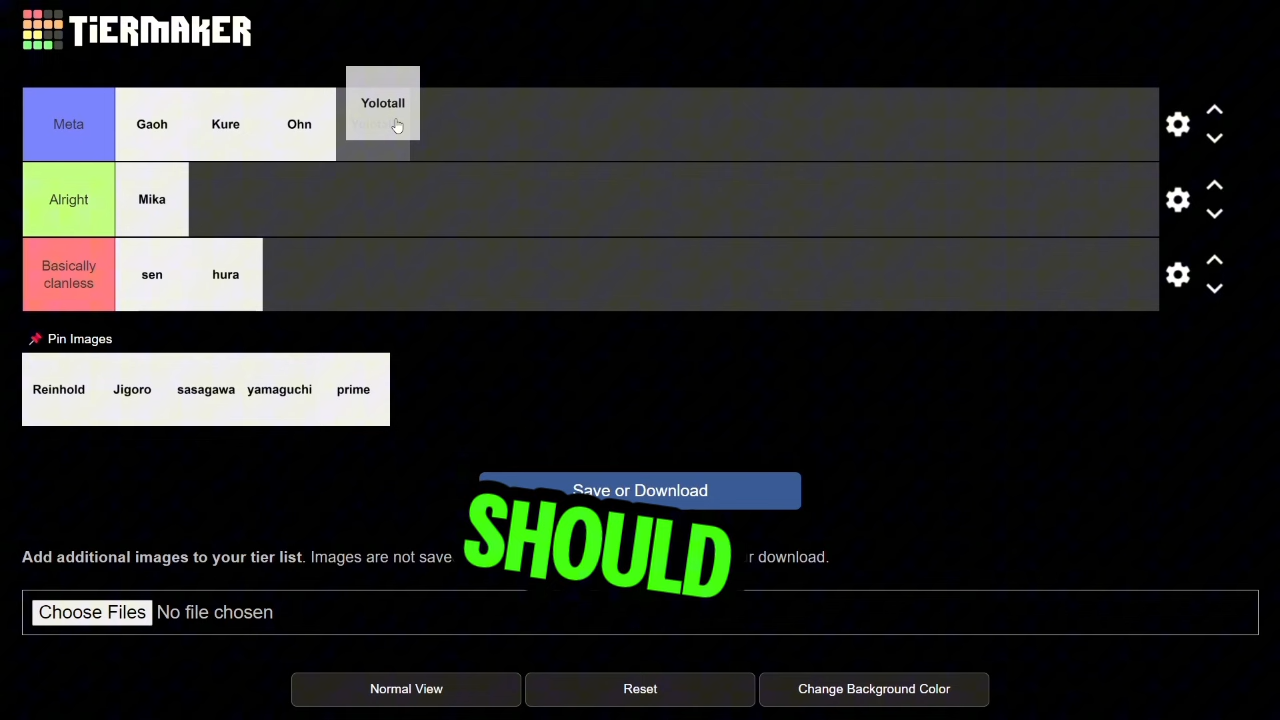 TIERMAKER
Yolotall
Meta Gaoh Kure Ohn
Alright Mika
Basically
clanless sen hura
Pin Images
Reinhold Jigoro sasagawa yamaguchi prime
Save or Download
SHOULD
Add additional images to your tier list. Images are not save r download.
Choose Files No file chosen
Normal View Reset Change Background Color